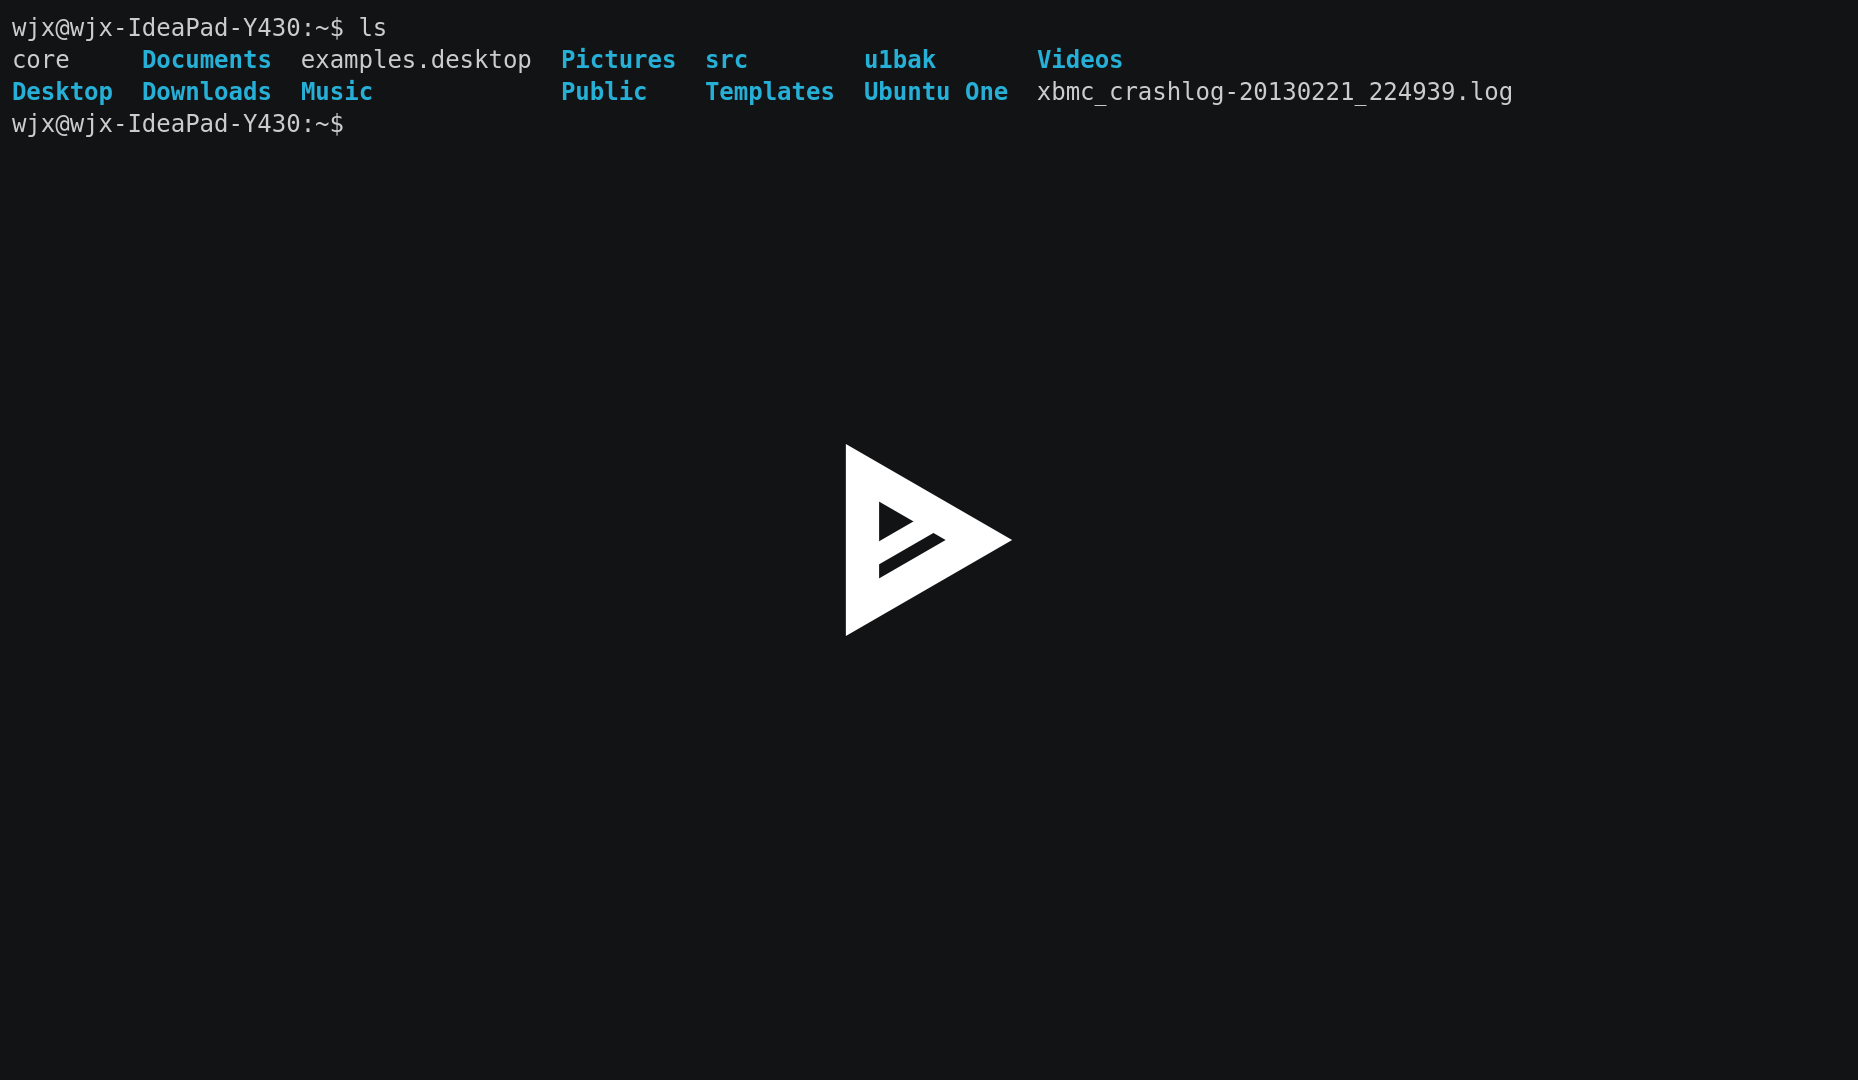 wjx@wjx-IdeaPad-Y430:~$ ls
core     Documents  examples.desktop  Pictures  src        u1bak       Videos
Desktop  Downloads  Music             Public    Templates  Ubuntu One  xbmc_crashlog-20130221_224939.log
wjx@wjx-IdeaPad-Y430:~$